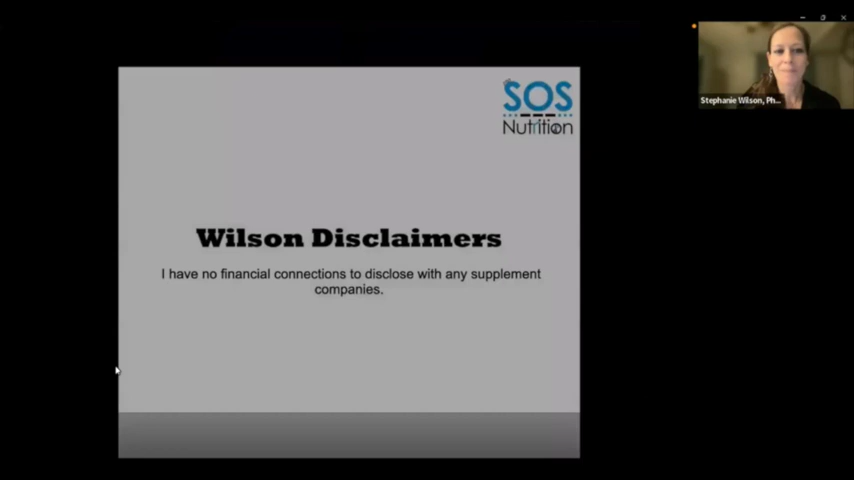 SOS
Nutrition
Stephanie Wilson, Ph...
Wilson Disclaimers
I have no financial connections to disclose with any supplement
companies.